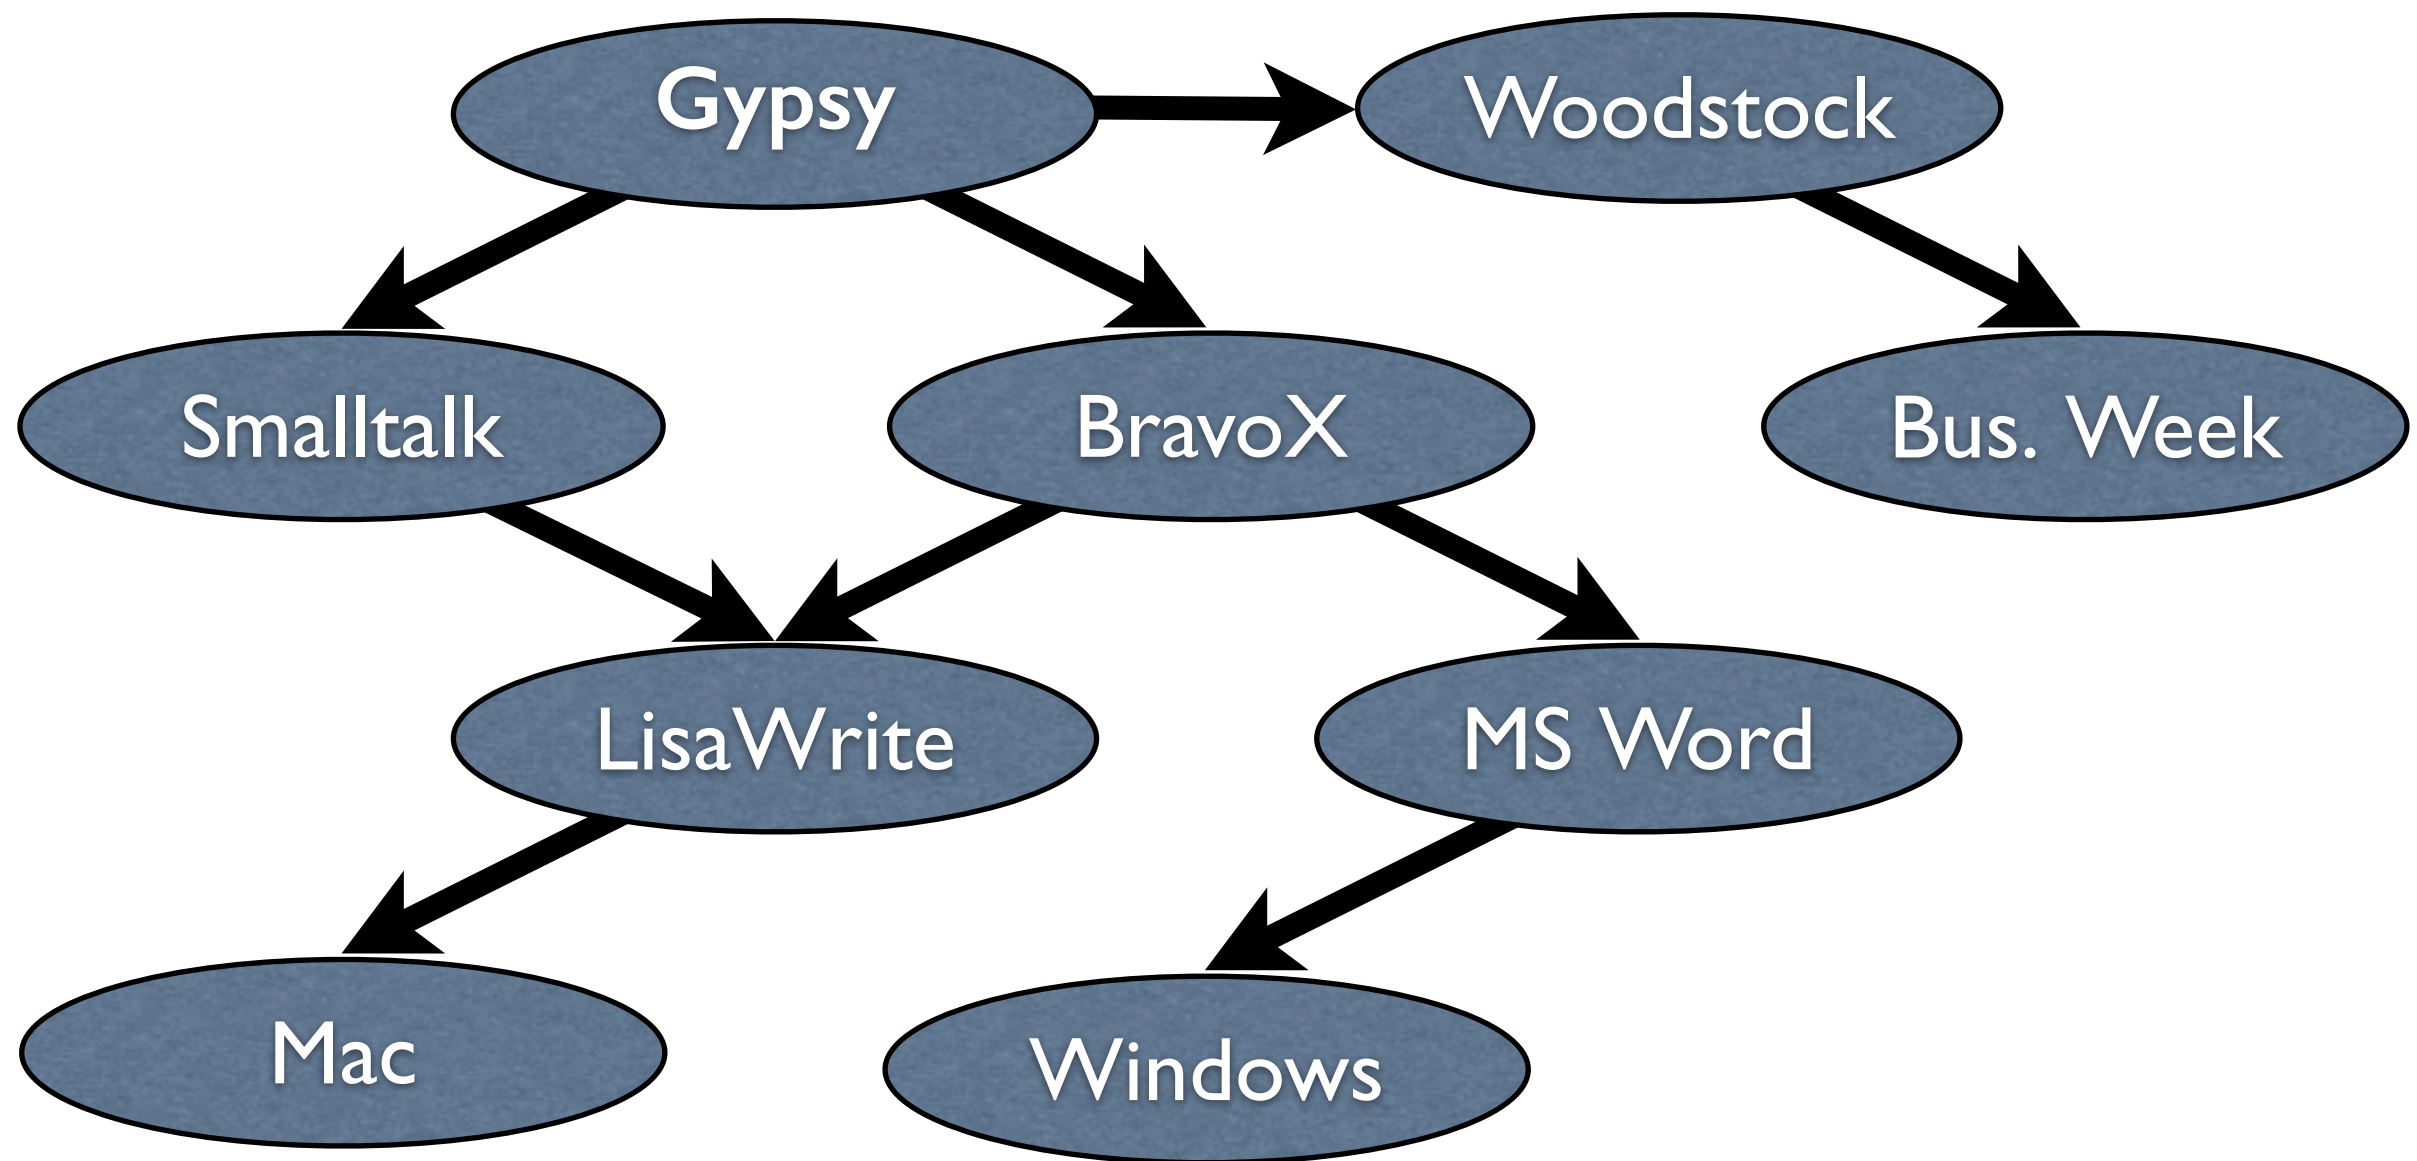 Gypsy
Woodstock
Smalltalk
BravoX
Bus. Week
LisaWrite
MS Word
Mac
Windows